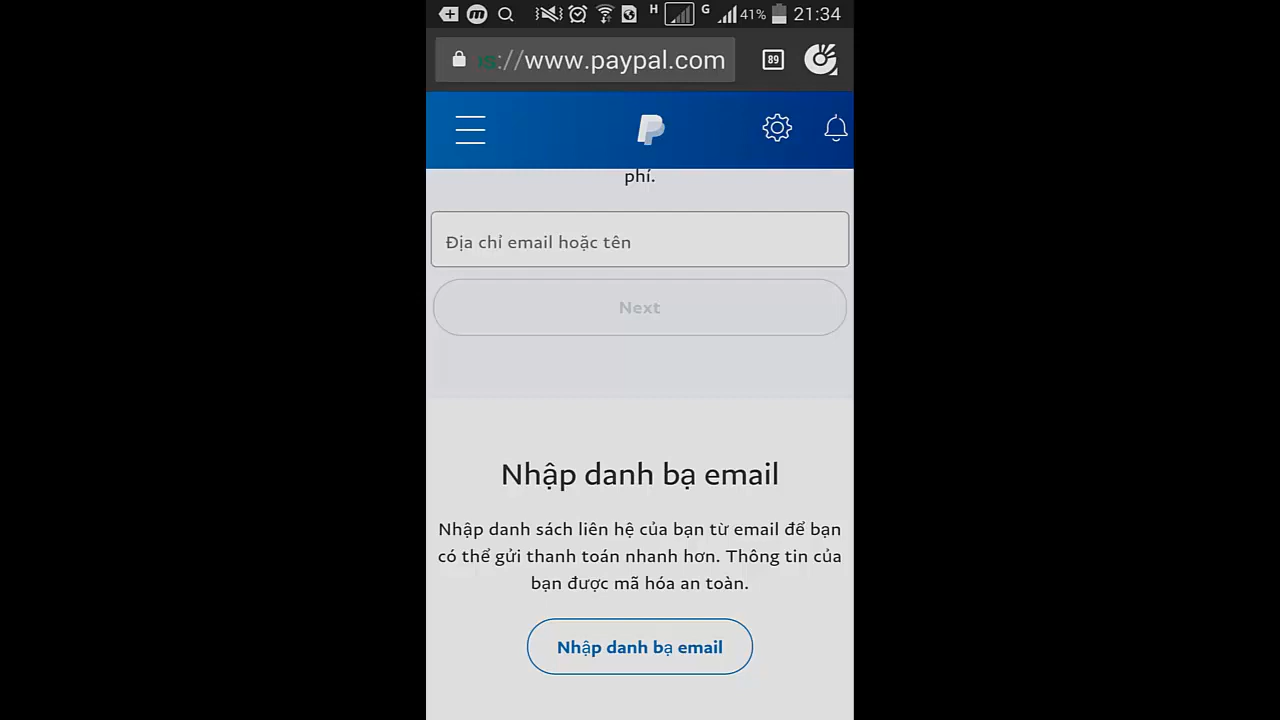 H G 41% 21:34
s://www.paypal.com 89
phí.
Địa chỉ email hoặc tên
Next
Nhập danh bạ email
Nhập danh sách liên hệ của bạn từ email để bạn
có thể gửi thanh toán nhanh hơn. Thông tin của
bạn được mã hóa an toàn.
Nhập danh bạ email